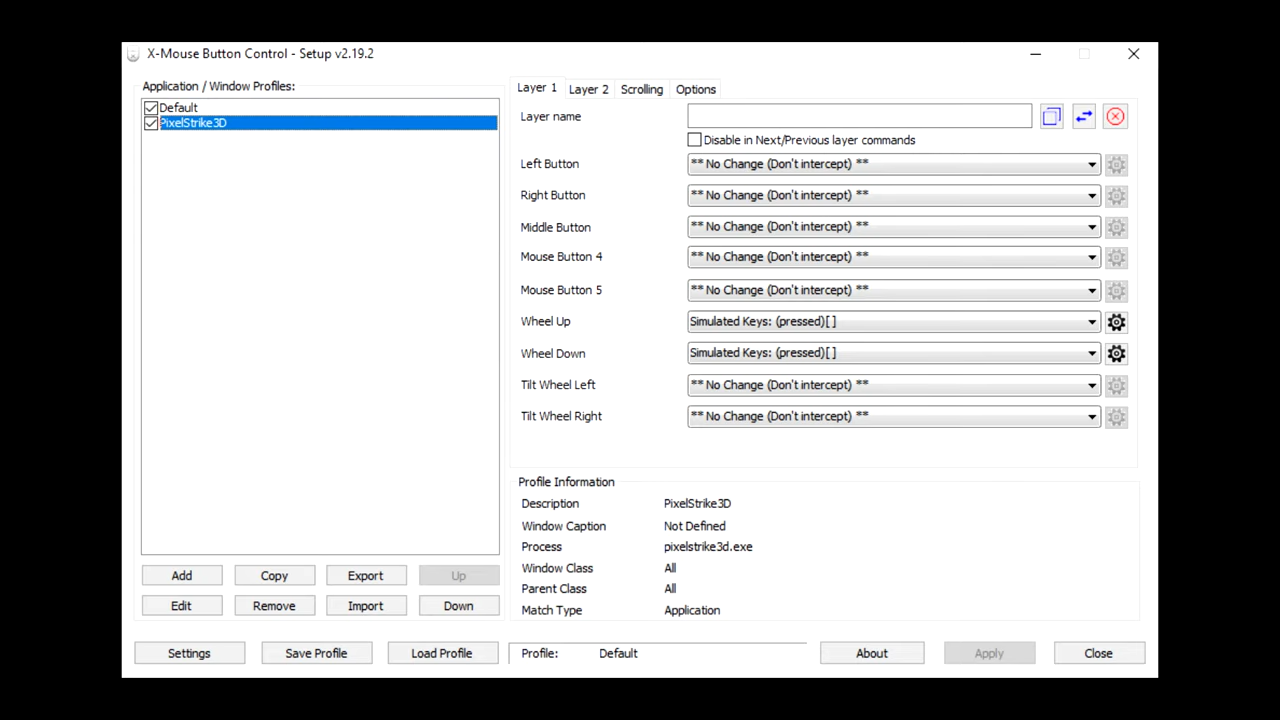 X-Mouse Button Control - Setup v2.19.2
Application / Window Profiles:
Default
PixelStrike3D
Add
Copy
Export
Up
Edit
Remove
Import
Down
Layer 1
Layer 2
Scrolling
Options
Layer name
Disable in Next/Previous layer commands
Left Button
** No Change (Don't intercept) **
Right Button
** No Change (Don't intercept) **
Middle Button
** No Change (Don't intercept) **
Mouse Button 4
** No Change (Don't intercept) **
Mouse Button 5
** No Change (Don't intercept) **
Wheel Up
Simulated Keys: (pressed)[ ]
Wheel Down
Simulated Keys: (pressed)[ ]
Tilt Wheel Left
** No Change (Don't intercept) **
Tilt Wheel Right
** No Change (Don't intercept) **
Profile Information
Description PixelStrike3D
Window Caption Not Defined
Process pixelstrike3d.exe
Window Class All
Parent Class All
Match Type Application
Settings
Save Profile
Load Profile
Profile: Default
About
Apply
Close